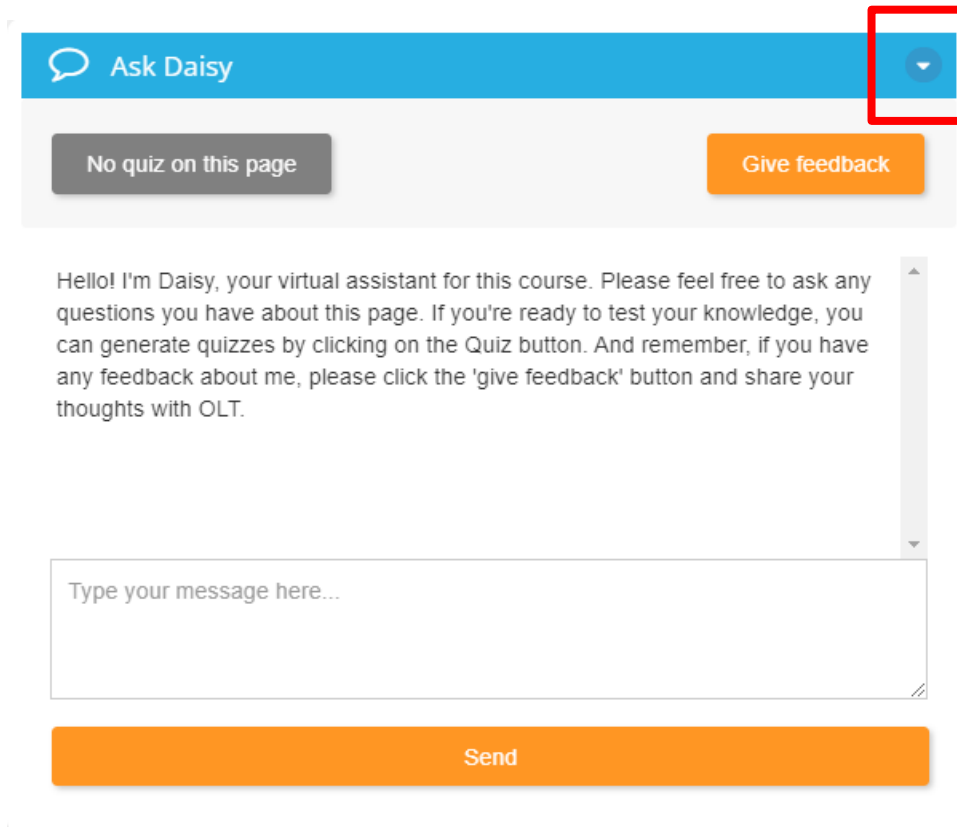 Ask Daisy
No quiz on this page
Give feedback
Hello! I'm Daisy, your virtual assistant for this course. Please feel free to ask any
questions you have about this page. If you're ready to test your knowledge, you
can generate quizzes by clicking on the Quiz button. And remember, if you have
any feedback about me, please click the 'give feedback' button and share your
thoughts with OLT.
Type your message here...
Send